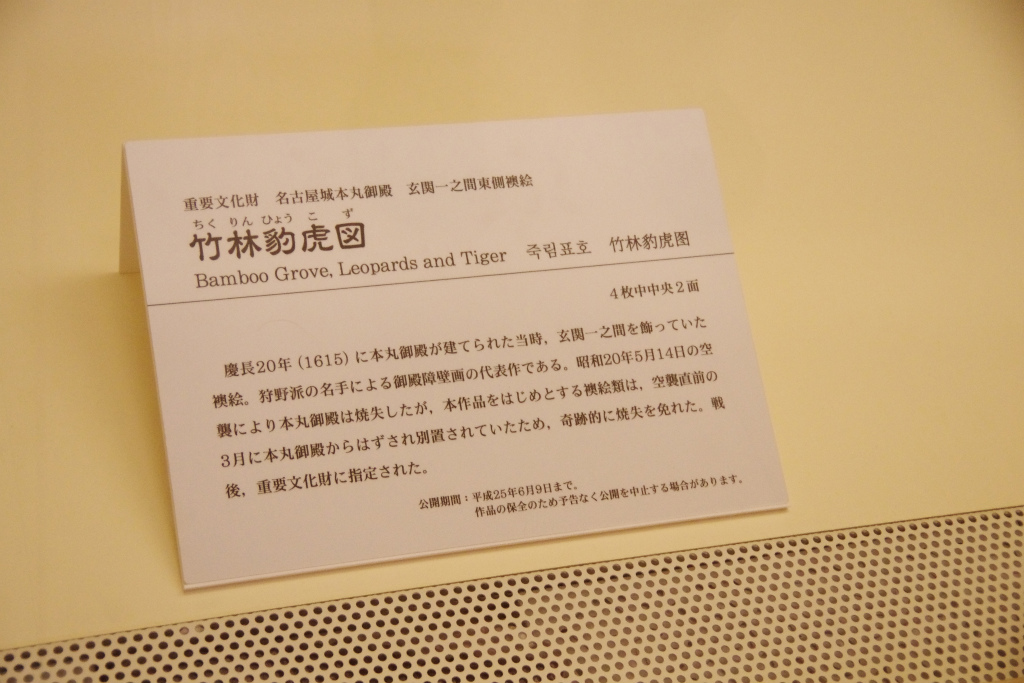 重要文化財　名古屋城本丸御殿　玄関一之間東側襖絵
ちく りん ひょう こ ず
竹林豹虎図
Bamboo Grove, Leopards and Tiger　죽림표호　竹林豹虎图
4枚中中央2面
慶長20年（1615）に本丸御殿が建てられた当時，玄関一之間を飾っていた
襖絵。狩野派の名手による御殿障壁画の代表作である。昭和20年5月14日の空
襲により本丸御殿は焼失したが，本作品をはじめとする襖絵類は，空襲直前の
3月に本丸御殿からはずされ別置されていたため，奇跡的に焼失を免れた。戦
後，重要文化財に指定された。
公開期間：平成25年6月9日まで。
作品の保全のため予告なく公開を中止する場合があります。